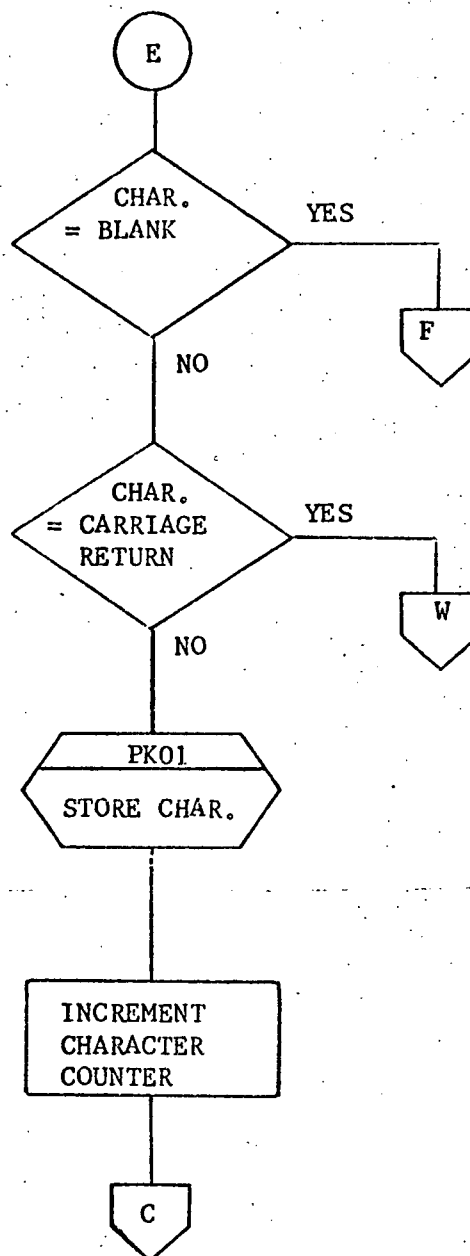 E
CHAR.
= BLANK
YES
F
NO
CHAR.
= CARRIAGE
RETURN
YES
W
NO
PK01
STORE CHAR.
INCREMENT
CHARACTER
COUNTER
C